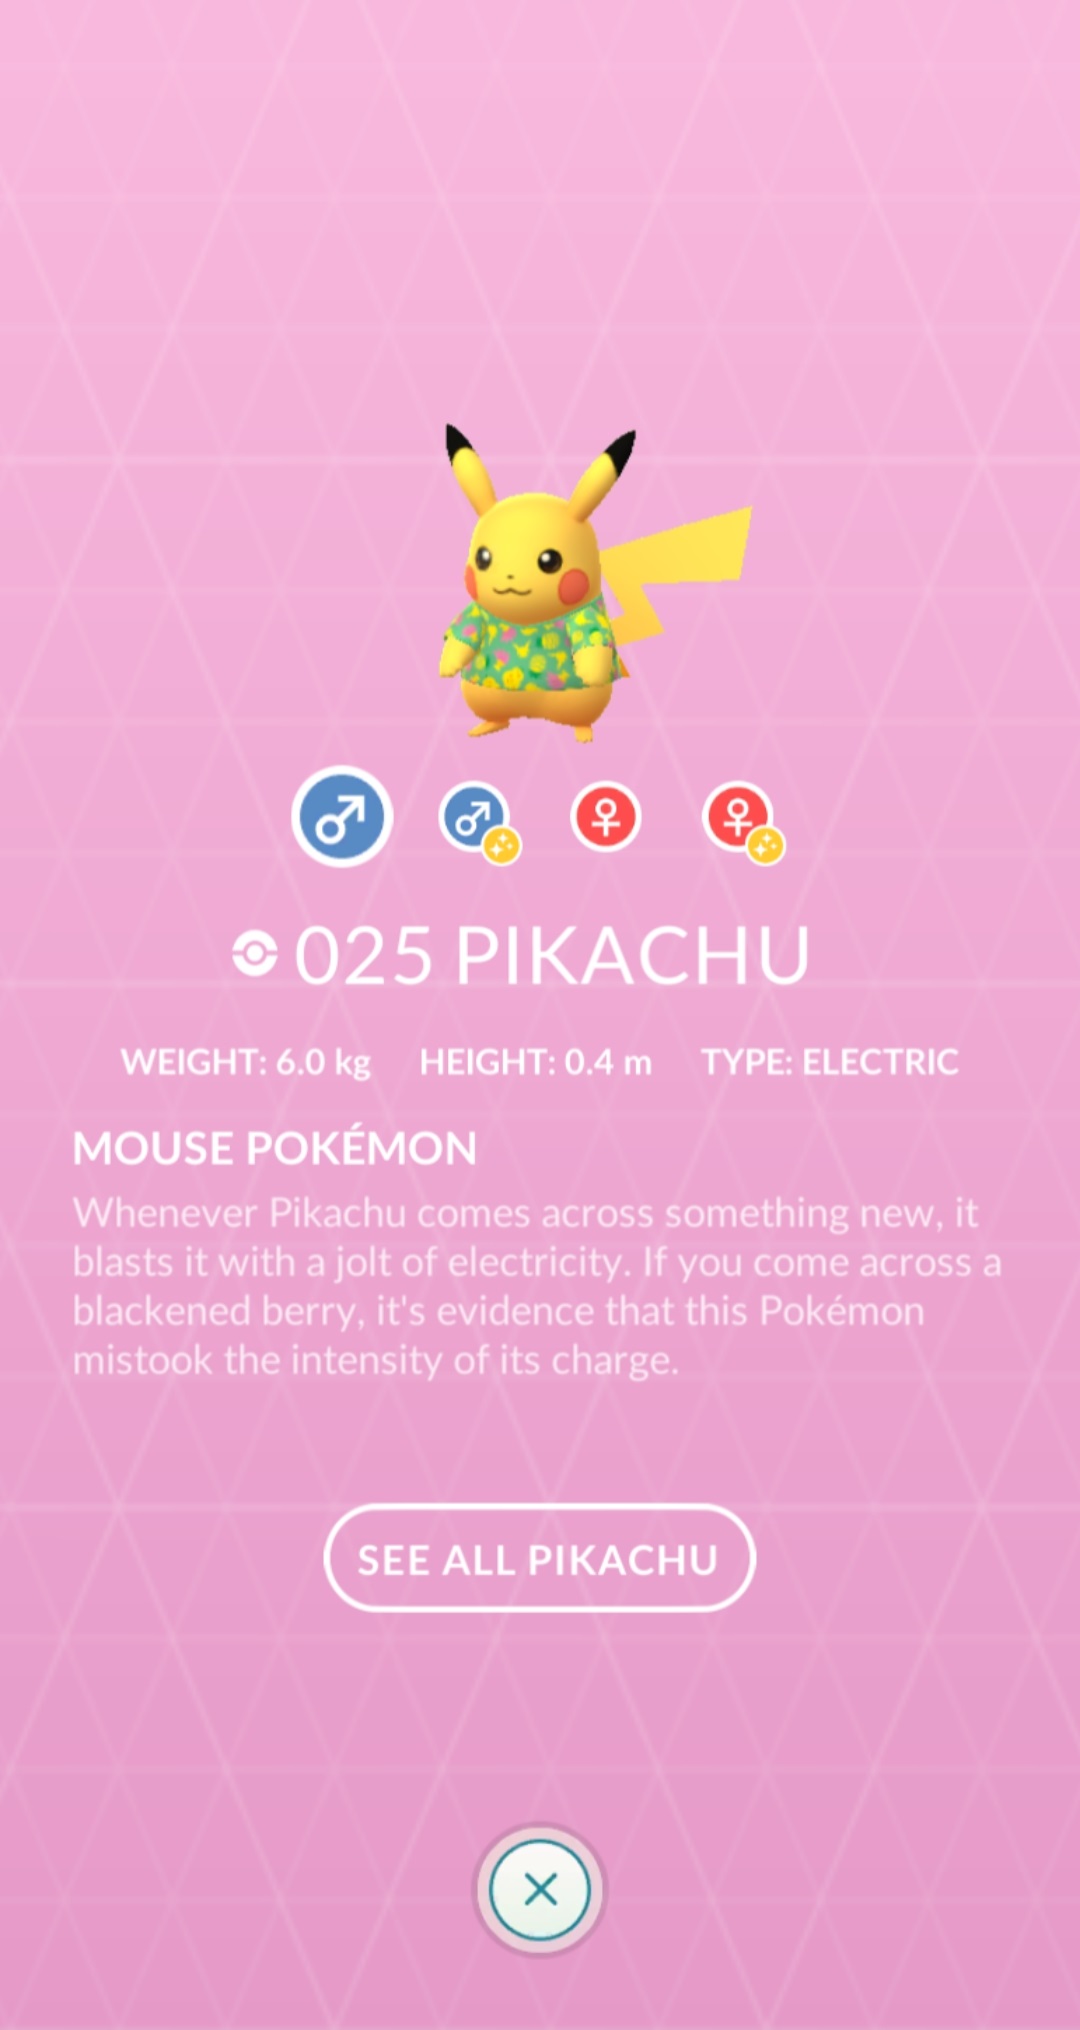 025 PIKACHU
WEIGHT: 6.0 kg HEIGHT: 0.4 m TYPE: ELECTRIC
MOUSE POKÉMON
Whenever Pikachu comes across something new, it
blasts it with a jolt of electricity. If you come across a
blackened berry, it's evidence that this Pokémon
mistook the intensity of its charge.
SEE ALL PIKACHU